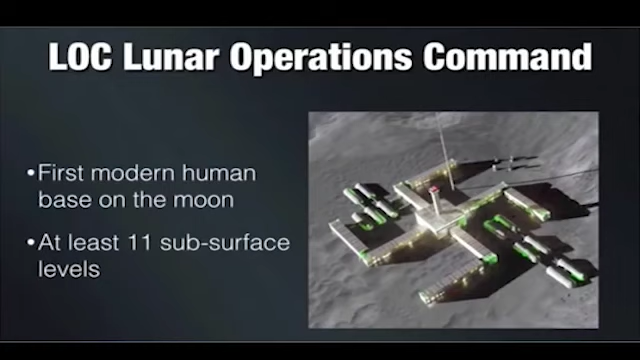 LOC Lunar Operations Command
•First modern human
base on the moon
•At least 11 sub-surface
levels